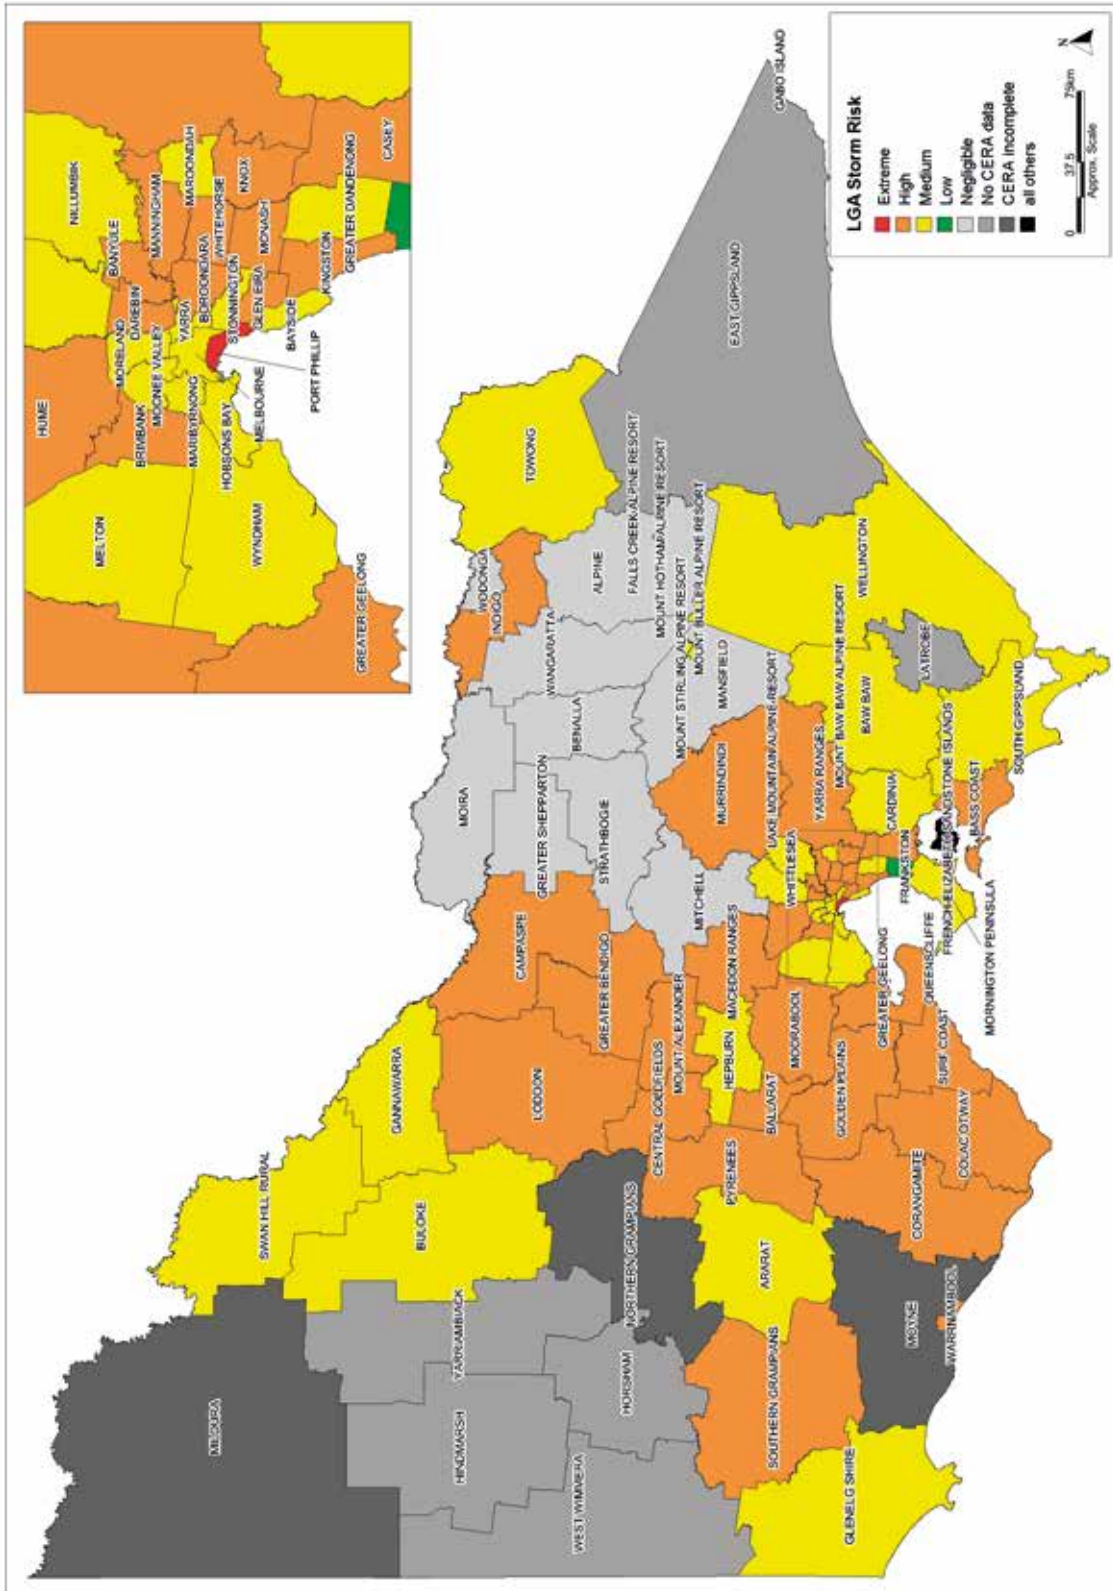 NILLUMBIK
HUME
BANYULE
MANNINGHAM
MAROONDAH
MORELAND
DAREBIN
MELTON
BRIMBANK
MOONEE VALLEY
YARRA
BOROONDARA
WHITEHORSE
KNOX
MARIBYRNONG
STONNINGTON
MONASH
WYNDHAM
HOBSONS BAY
GLEN EIRA
MELBOURNE
BAYSIDE
KINGSTON
GREATER DANDENONG
CASEY
PORT PHILLIP
GREATER GEELONG
MILDURA
SWAN HILL RURAL
GANNAWARRA
BULOKE
YARRIAMBIACK
HINDMARSH
WEST WIMMERA
HORSHAM
NORTHERN GRAMPIANS
LODDON
CAMPASPE
GREATER BENDIGO
MOIRA
GREATER SHEPPARTON
STRATHBOGIE
BENALLA
WANGARATTA
WODONGA
INDIGO
TOWONG
ALPINE
FALLS CREEK ALPINE RESORT
MOUNT HOTHAM ALPINE RESORT
MOUNT STIRLING ALPINE RESORT
MOUNT BULLER ALPINE RESORT
MANSFIELD
EAST GIPPSLAND
GABO ISLAND
CENTRAL GOLDFIELDS
MOUNT ALEXANDER
MITCHELL
MURRINDINDI
MACEDON RANGES
HEPBURN
PYRENEES
BALLARAT
MOORABOOL
WHITTLESEA
LAKE MOUNTAIN ALPINE RESORT
YARRA RANGES
MOUNT BAW BAW ALPINE RESORT
BAW BAW
WELLINGTON
LATROBE
ARARAT
SOUTHERN GRAMPIANS
GLENELG SHIRE
MOYNE
WARRNAMBOOL
CORANGAMITE
COLAC OTWAY
GOLDEN PLAINS
SURF COAST
GREATER GEELONG
QUEENSCLIFFE
FRANKSTON
CARDINIA
FRENCH-ELIZABETH-SANDSTONE ISLANDS
BASS COAST
SOUTH GIPPSLAND
MORNINGTON PENINSULA
LGA Storm Risk
Extreme
High
Medium
Low
Negligible
No CERA data
CERA incomplete
all others
N
0 37.5 75km
Approx. Scale